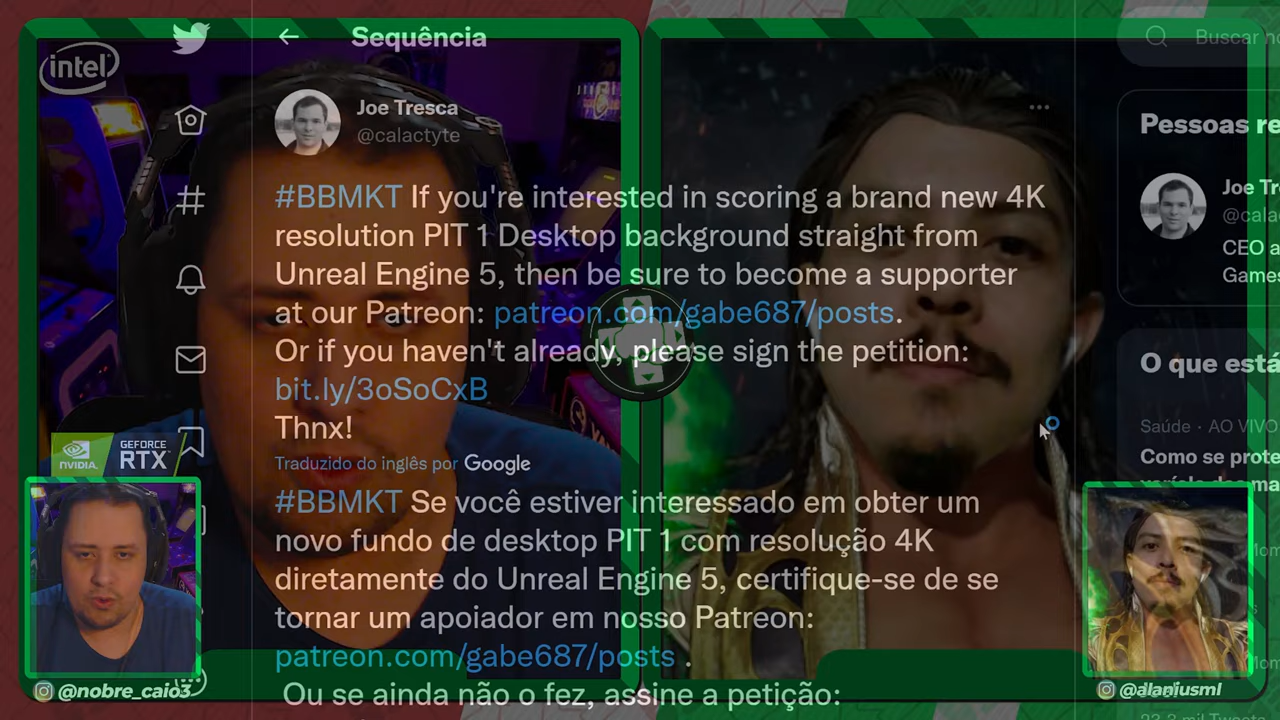 intel
Sequência
Buscar no
Joe Tresca
@calactyte
Pessoas re
#BBMKT If you're interested in scoring a brand new 4K
resolution PIT 1 Desktop background straight from
Unreal Engine 5, then be sure to become a supporter
at our Patreon: patreon.com/gabe687/posts.
Or if you haven't already, please sign the petition:
bit.ly/3oSoCxB
Thnx!
Traduzido do inglês por Google
#BBMKT Se você estiver interessado em obter um
novo fundo de desktop PIT 1 com resolução 4K
diretamente do Unreal Engine 5, certifique-se de se
tornar um apoiador em nosso Patreon:
patreon.com/gabe687/posts .
Ou se ainda não o fez, assine a petição:
Joe Tr
@cala
CEO a
Games
O que está
Saúde · AO VIVO
Como se prote
NVIDIA.
GEFORCE
RTX
@nobre_caio3
@alaniusml